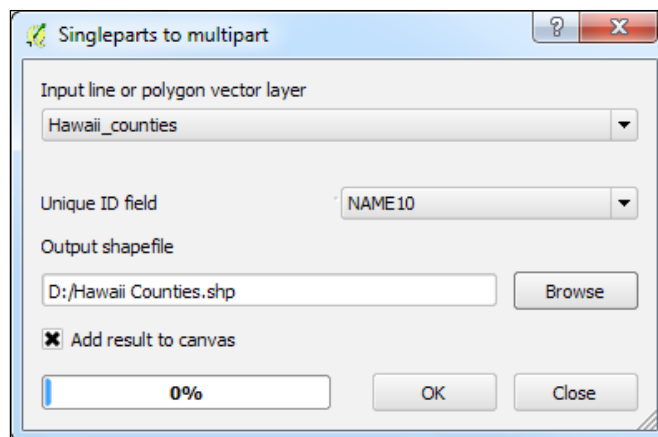 Singleparts to multipart
?
X
Input line or polygon vector layer
Hawaii_counties
Unique ID field
NAME10
Output shapefile
D:/Hawaii Counties.shp
Browse
Add result to canvas
0%
OK
Close